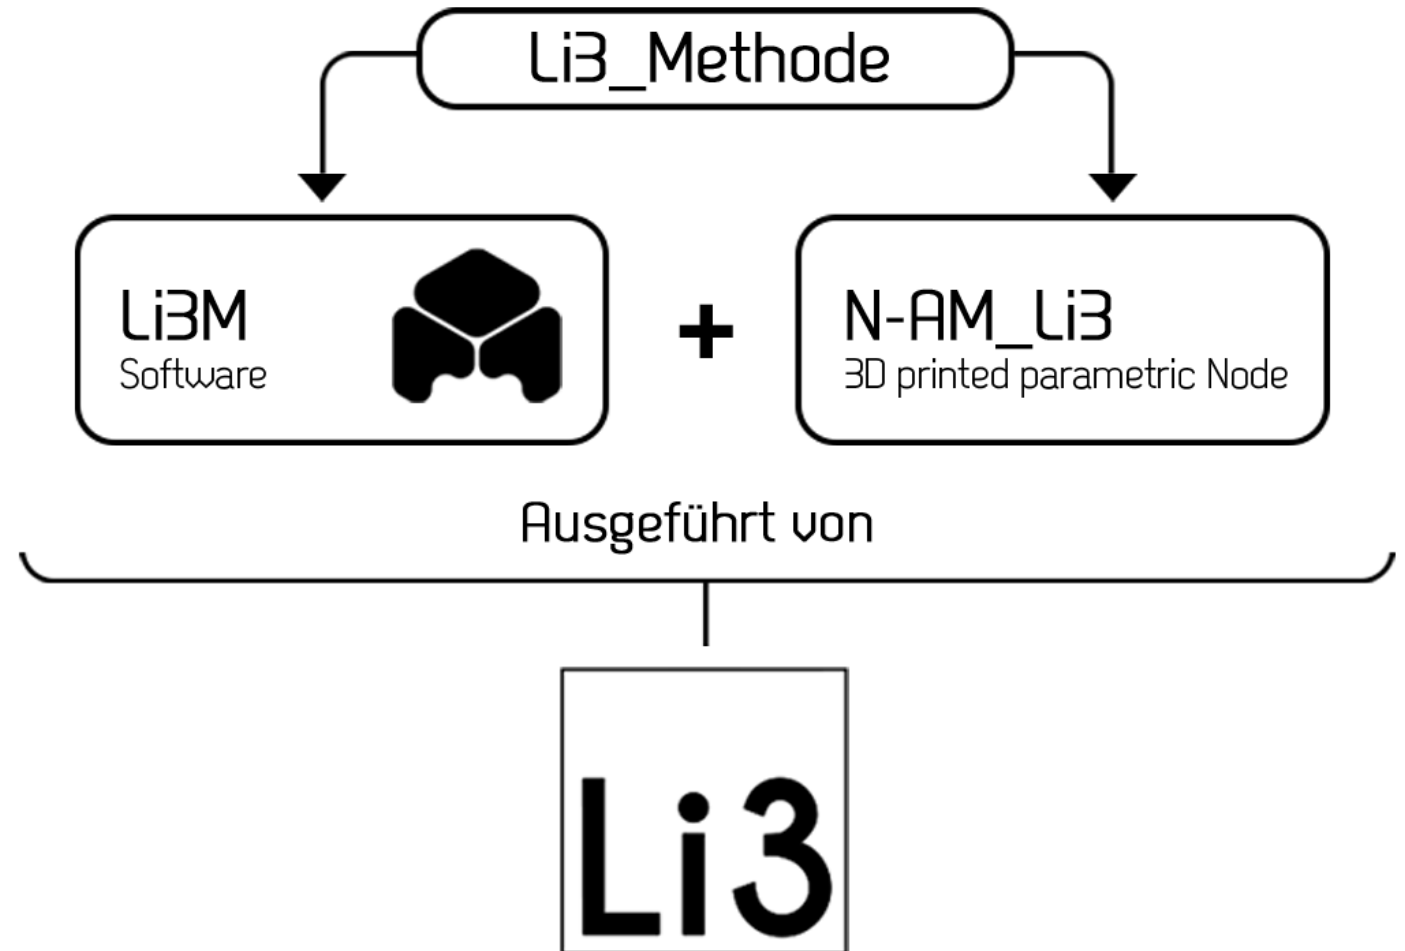 Li3_Methode
Li3M
Software
+
N-AM_Li3
3D printed parametric Node
Ausgeführt von
Li3